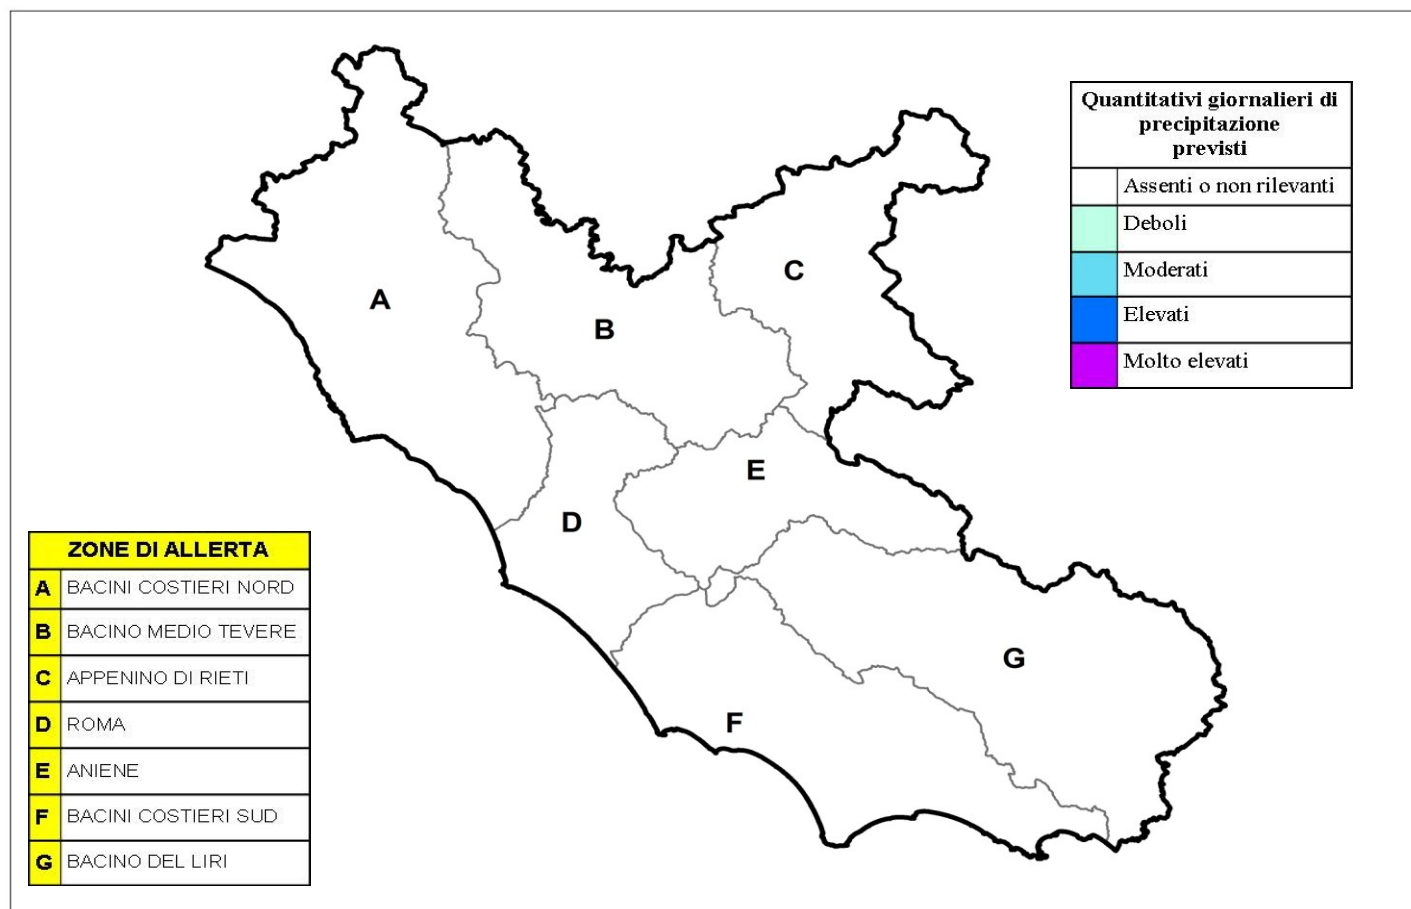 Quantitativi giornalieri di
precipitazione
previsti
Assenti o non rilevanti
Deboli
Moderati
Elevati
Molto elevati
C
A
B
E
D
G
F
ZONE DI ALLERTA
A BACINI COSTIERI NORD
B BACINO MEDIO TEVERE
C APPENINO DI RIETI
D ROMA
E ANIENE
F BACINI COSTIERI SUD
G BACINO DEL LIRI